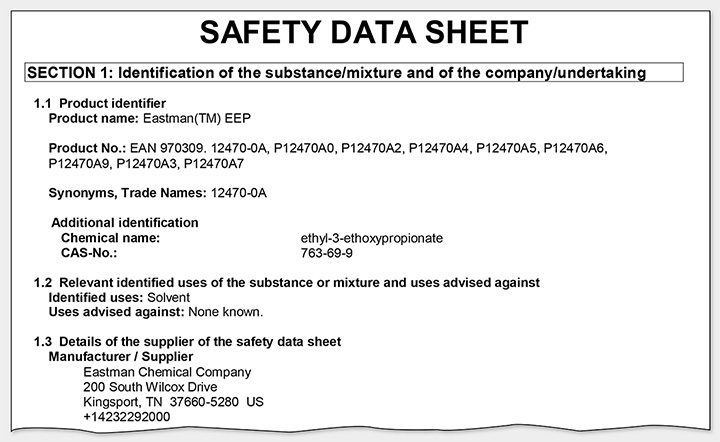 SAFETY DATA SHEET
SECTION 1: Identification of the substance/mixture and of the company/undertaking
1.1 Product identifier
Product name: Eastman(TM) EEP
Product No.: EAN 970309. 12470-0A, P12470A0, P12470A2, P12470A4, P12470A5, P12470A6,
P12470A9, P12470A3, P12470A7
Synonyms, Trade Names: 12470-0A
Additional identification
Chemical name: ethyl-3-ethoxypropionate
CAS-No.: 763-69-9
1.2 Relevant identified uses of the substance or mixture and uses advised against
Identified uses: Solvent
Uses advised against: None known.
1.3 Details of the supplier of the safety data sheet
Manufacturer / Supplier
Eastman Chemical Company
200 South Wilcox Drive
Kingsport, TN 37660-5280 US
+14232292000